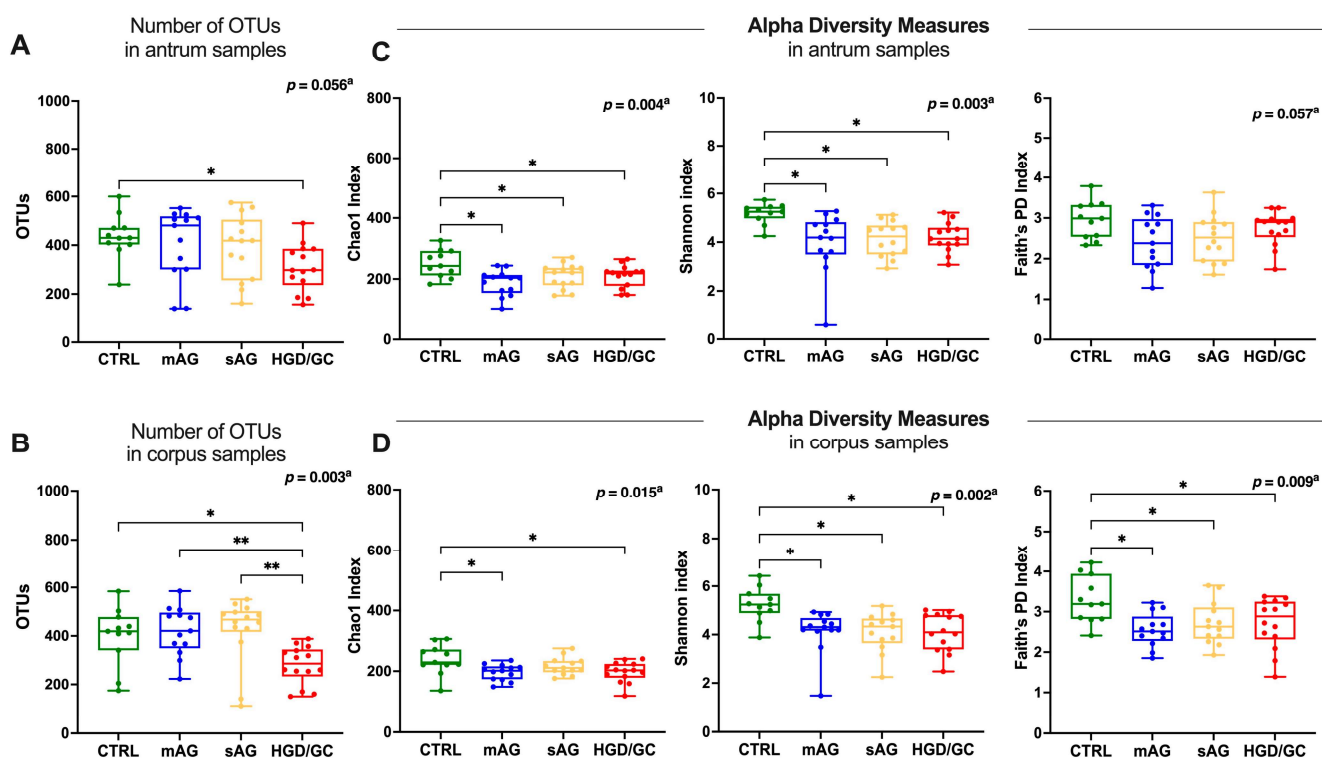 A
Number of OTUs
in antrum samples
p = 0.056a
OTUs
1000
800
600
400
200
0
*
CTRL mAG sAG HGD/GC
C
Alpha Diversity Measures
in antrum samples
p = 0.004a
Chao1 Index
800
600
400
200
0
*
*
*
CTRL mAG sAG HGD/GC
p = 0.003a
Shannon index
10
8
6
4
2
0
*
*
*
CTRL mAG sAG HGD/GC
p = 0.057a
Faith's PD Index
6
5
4
3
2
1
0
CTRL mAG sAG HGD/GC
B
Number of OTUs
in corpus samples
p = 0.003a
OTUs
1000
800
600
400
200
0
*
**
**
CTRL mAG sAG HGD/GC
D
Alpha Diversity Measures
in corpus samples
p = 0.015a
Chao1 Index
800
600
400
200
0
*
*
CTRL mAG sAG HGD/GC
p = 0.002a
Shannon index
10
8
6
4
2
0
*
*
*
CTRL mAG sAG HGD/GC
p = 0.009a
Faith's PD Index
6
5
4
3
2
1
0
*
*
*
CTRL mAG sAG HGD/GC